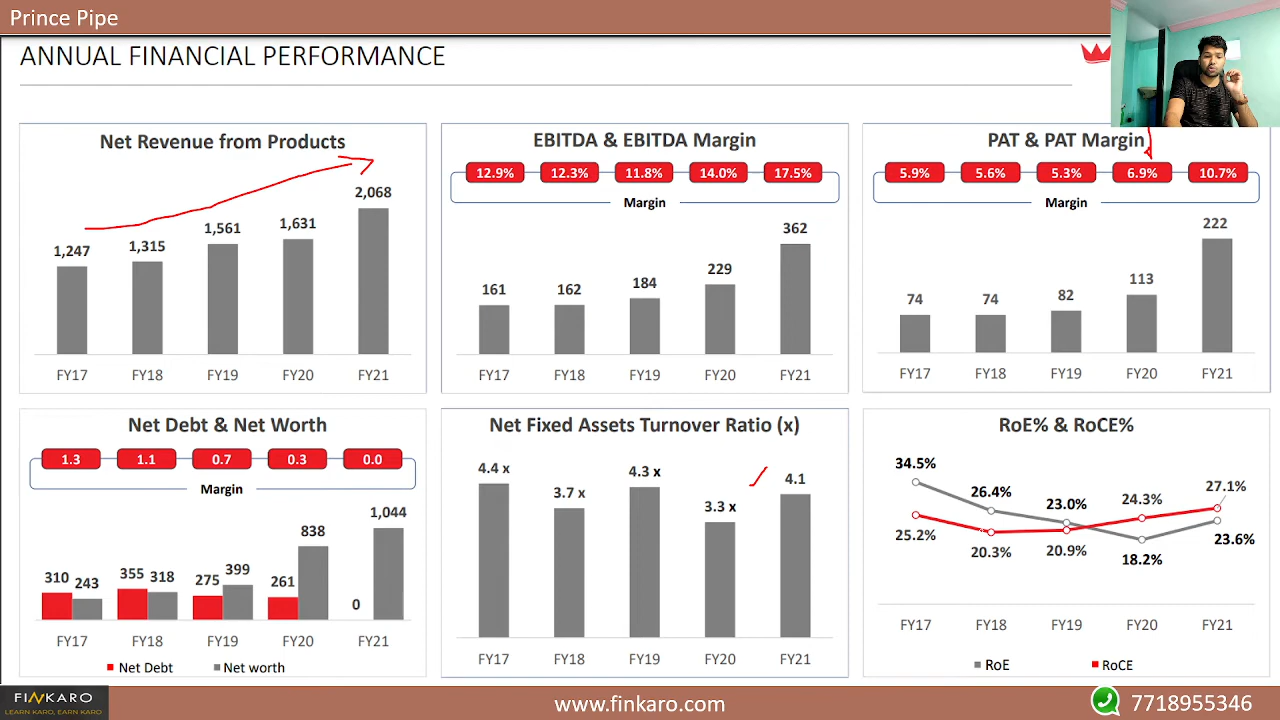 Prince Pipe
ANNUAL FINANCIAL PERFORMANCE
Net Revenue from Products
1,247 1,315 1,561 1,631 2,068
FY17 FY18 FY19 FY20 FY21
EBITDA & EBITDA Margin
12.9% 12.3% 11.8% 14.0% 17.5%
Margin
161 162 184 229 362
FY17 FY18 FY19 FY20 FY21
PAT & PAT Margin
5.9% 5.6% 5.3% 6.9% 10.7%
Margin
74 74 82 113 222
FY17 FY18 FY19 FY20 FY21
Net Debt & Net Worth
1.3 1.1 0.7 0.3 0.0
Margin
310 243 355 318 275 399 261 838 0 1,044
FY17 FY18 FY19 FY20 FY21
Net Debt Net worth
Net Fixed Assets Turnover Ratio (x)
4.4 x 3.7 x 4.3 x 3.3 x 4.1
FY17 FY18 FY19 FY20 FY21
RoE% & RoCE%
34.5% 26.4% 23.0% 24.3% 27.1%
25.2% 20.3% 20.9% 18.2% 23.6%
FY17 FY18 FY19 FY20 FY21
RoE RoCE
FINKARO
LEARN KARO, EARN KARO
www.finkaro.com
7718955346